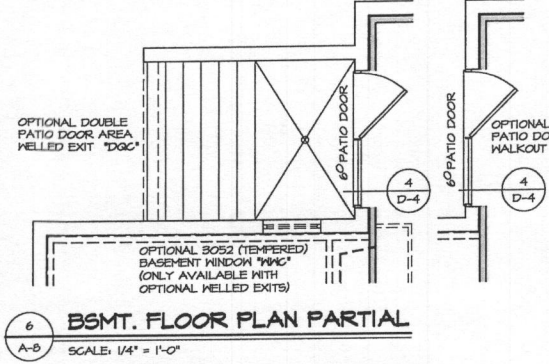 OPTIONAL DOUBLE
PATIO DOOR AREA
WELLED EXIT "DQC"
6⁰ PATIO DOOR
4
D-4
6⁰ PATIO DOOR
OPTIONAL
PATIO DO
WALKOUT
4
D-4
OPTIONAL 3052 (TEMPERED)
BASEMENT WINDOW "WWC"
(ONLY AVAILABLE WITH
OPTIONAL WELLED EXITS)
6
A-8
BSMT. FLOOR PLAN PARTIAL
SCALE: 1/4" = 1'-0"